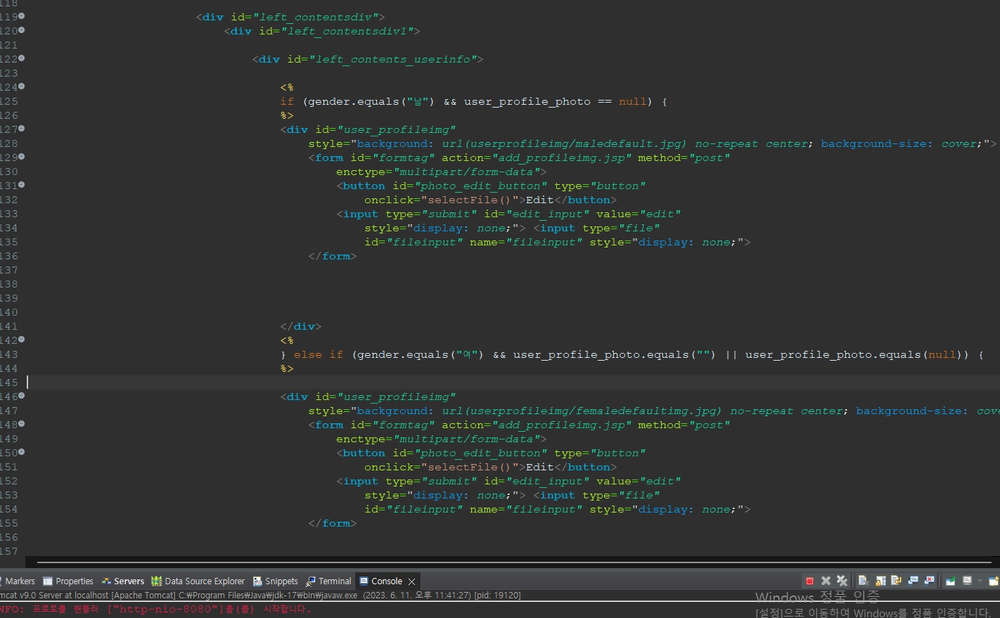 118
119 <div id="left_contentsdiv">
120 <div id="left_contentsdiv1">
121
122 <div id="left_contents_userinfo">
123
124 <%
125 if (gender.equals("남") && user_profile_photo == null) {
126 %>
127 <div id="user_profileimg"
128 style="background: url(userprofileimg/maledefault.jpg) no-repeat center; background-size: cover;">
129 <form id="formtag" action="add_profileimg.jsp" method="post"
130 enctype="multipart/form-data">
131 <button id="photo_edit_button" type="button"
132 onclick="selectFile()">Edit</button>
133 <input type="submit" id="edit_input" value="edit"
134 style="display: none;"> <input type="file"
135 id="fileinput" name="fileinput" style="display: none;">
136 </form>
137
138
139
140
141 </div>
142 <%
143 } else if (gender.equals("여") && user_profile_photo.equals("") || user_profile_photo.equals(null)) {
144 %>
145
146 <div id="user_profileimg"
147 style="background: url(userprofileimg/femaledefaultimg.jpg) no-repeat center; background-size: cov
148 <form id="formtag" action="add_profileimg.jsp" method="post"
149 enctype="multipart/form-data">
150 <button id="photo_edit_button" type="button"
151 onclick="selectFile()">Edit</button>
152 <input type="submit" id="edit_input" value="edit"
153 style="display: none;"> <input type="file"
154 id="fileinput" name="fileinput" style="display: none;">
155 </form>
156
157
Markers Properties Servers Data Source Explorer Snippets Terminal Console
mcat v9.0 Server at localhost [Apache Tomcat] C:₩Program Files₩Java₩jdk-17₩bin₩javaw.exe (2023. 6. 11. 오후 11:41:27) [pid: 19120]
Windows 정품 인증
NFO: 프로토콜 핸들러 ["http-nio-8080"]을(를) 시작합니다.
[설정]으로 이동하여 Windows를 정품 인증합니다.